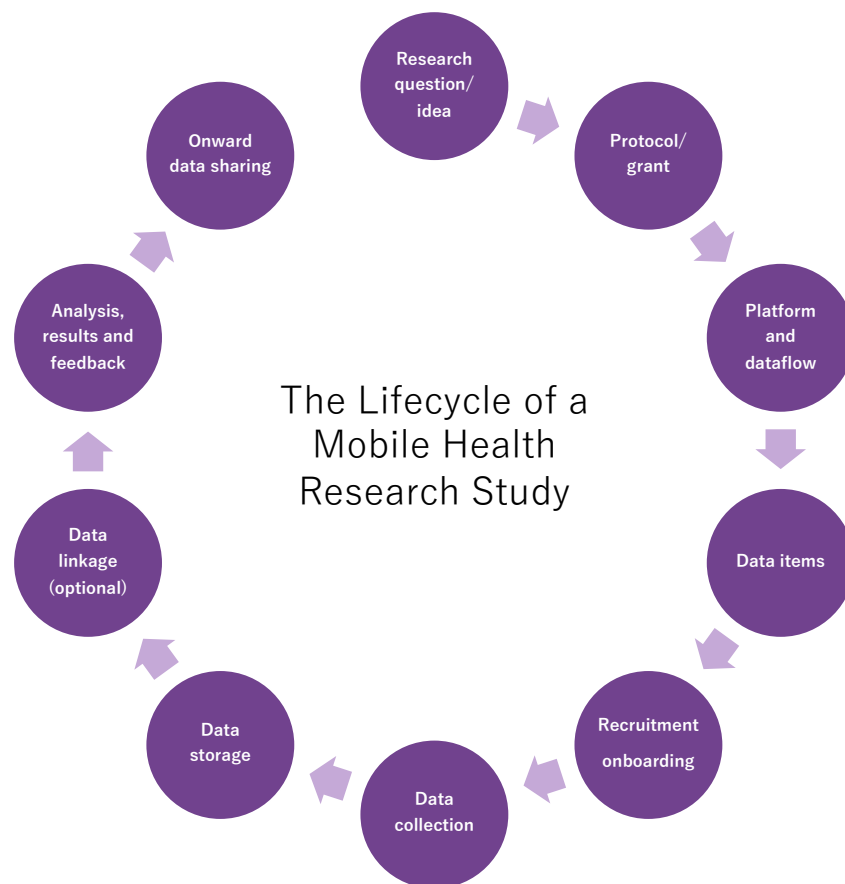 The Lifecycle of a
Mobile Health
Research Study
Research
question/
idea
Protocol/
grant
Platform
and
dataflow
Data items
Recruitment
onboarding
Data
collection
Data
storage
Data
linkage
(optional)
Analysis,
results and
feedback
Onward
data sharing